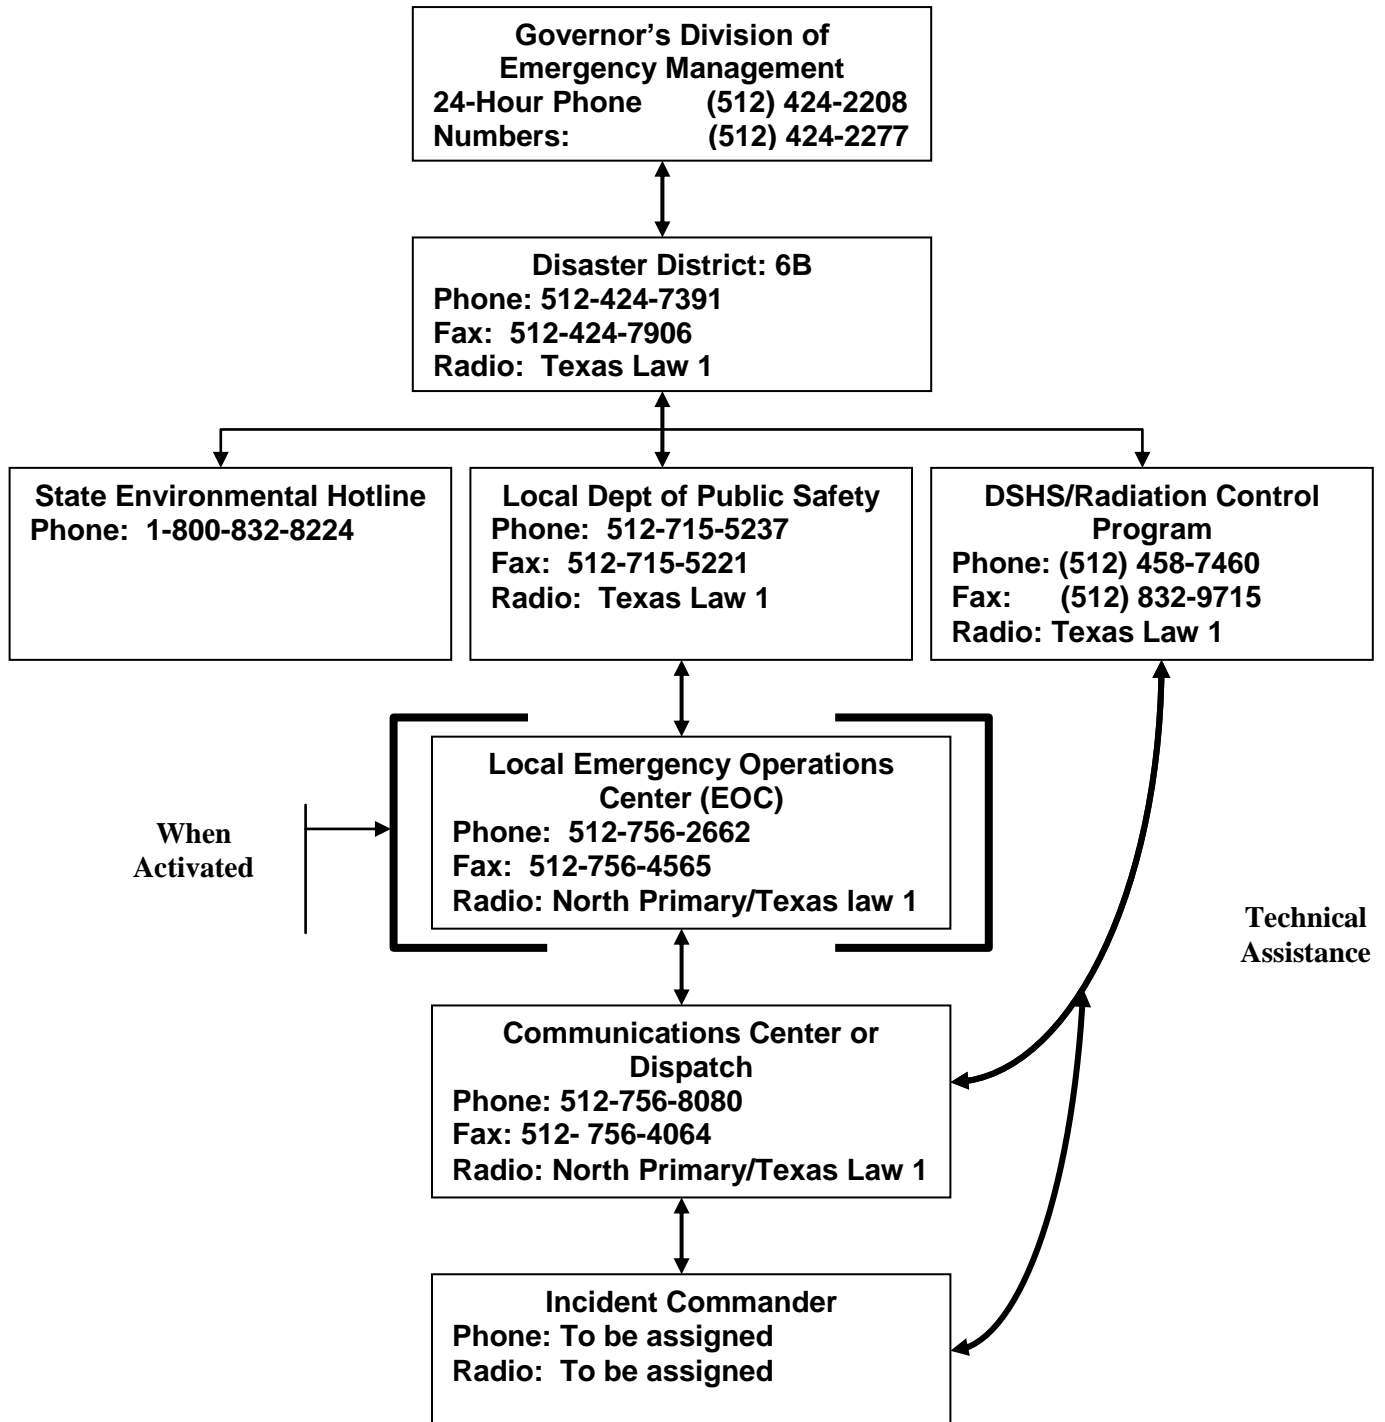 Governor’s Division of
Emergency Management
24-Hour Phone (512) 424-2208
Numbers: (512) 424-2277
Disaster District: 6B
Phone: 512-424-7391
Fax: 512-424-7906
Radio: Texas Law 1
State Environmental Hotline
Phone: 1-800-832-8224
Local Dept of Public Safety
Phone: 512-715-5237
Fax: 512-715-5221
Radio: Texas Law 1
DSHS/Radiation Control
Program
Phone: (512) 458-7460
Fax: (512) 832-9715
Radio: Texas Law 1
When
Activated
Local Emergency Operations
Center (EOC)
Phone: 512-756-2662
Fax: 512-756-4565
Radio: North Primary/Texas law 1
Technical
Assistance
Communications Center or
Dispatch
Phone: 512-756-8080
Fax: 512- 756-4064
Radio: North Primary/Texas Law 1
Incident Commander
Phone: To be assigned
Radio: To be assigned